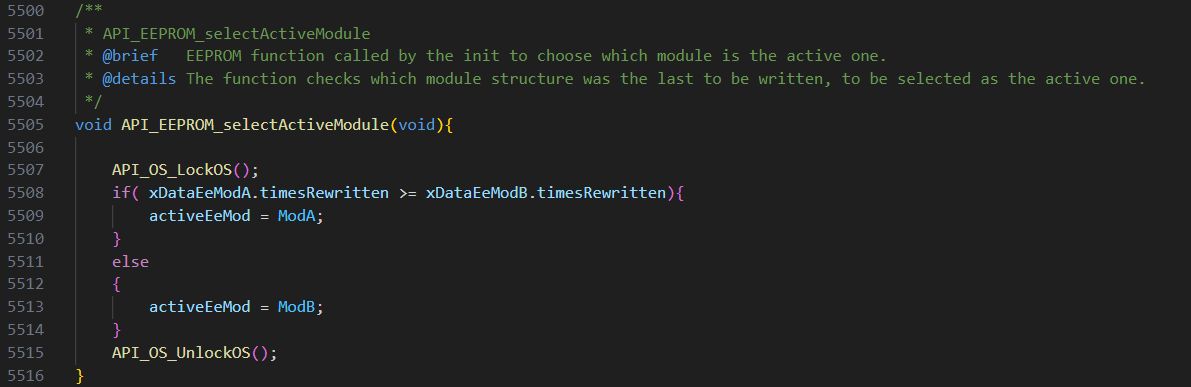 5500 /**
5501  * API_EEPROM_selectActiveModule
5502  * @brief   EEPROM function called by the init to choose which module is the active one.
5503  * @details The function checks which module structure was the last to be written, to be selected as the active one.
5504  */
5505 void API_EEPROM_selectActiveModule(void){
5506
5507     API_OS_LockOS();
5508     if( xDataEeModA.timesRewritten >= xDataEeModB.timesRewritten){
5509         activeEeMod = ModA;
5510     }
5511     else
5512     {
5513         activeEeMod = ModB;
5514     }
5515     API_OS_UnlockOS();
5516 }